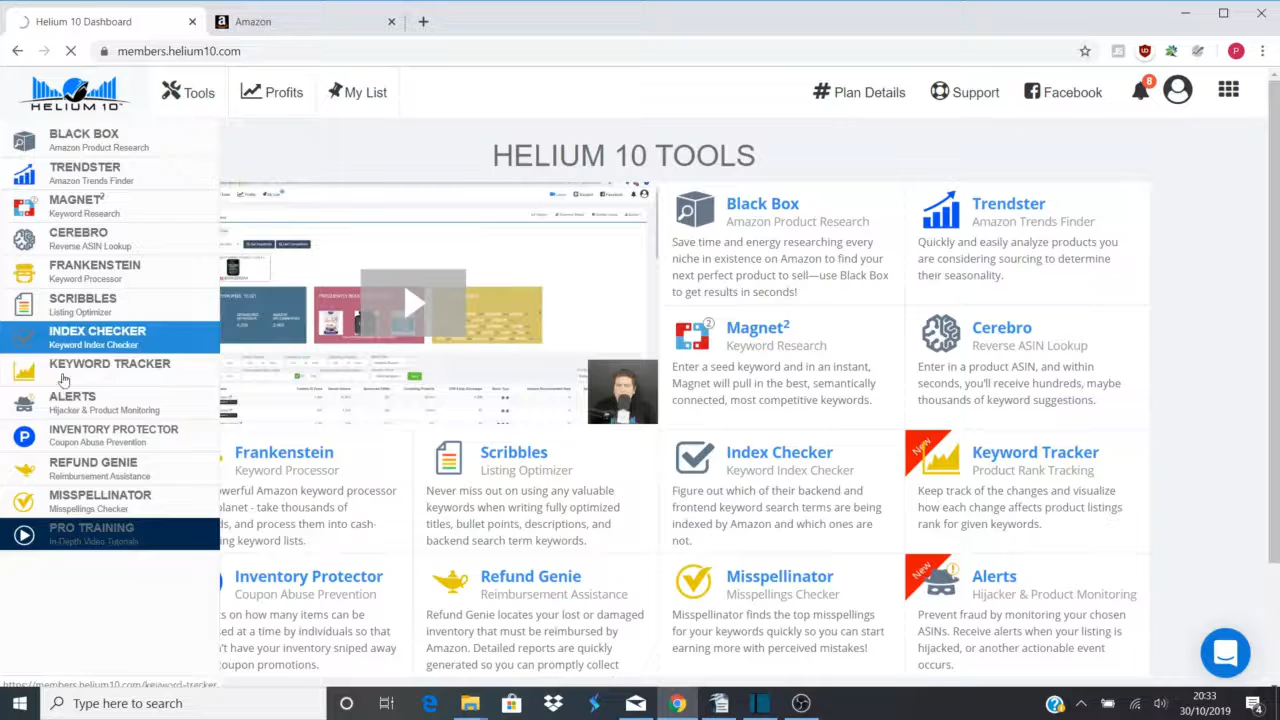 Helium 10 Dashboard
Amazon
members.helium10.com
HELIUM 10
Tools
Profits
My List
Plan Details
Support
Facebook
8
BLACK BOX
Amazon Product Research
TRENDSTER
Amazon Trends Finder
MAGNET²
Keyword Research
CEREBRO
Reverse ASIN Lookup
FRANKENSTEIN
Keyword Processor
SCRIBBLES
Listing Optimizer
INDEX CHECKER
Keyword Index Checker
KEYWORD TRACKER
ALERTS
Hijacker & Product Monitoring
INVENTORY PROTECTOR
Coupon Abuse Prevention
REFUND GENIE
Reimbursement Assistance
MISSPELLINATOR
Misspellings Checker
PRO TRAINING
In-Depth Video Tutorials
HELIUM 10 TOOLS
Black Box
Amazon Product Research
Save time and energy researching every
niche in existence on Amazon to find your
next perfect product to sell—use Black Box
to get results in seconds!
Trendster
Amazon Trends Finder
Quickly and easily analyze products you
are considering sourcing to determine
their seasonality.
Magnet²
Keyword Research
Enter a seed keyword and in an instant,
Magnet will pull in the best, semantically
connected, most competitive keywords.
Cerebro
Reverse ASIN Lookup
Enter in a product ASIN, and within
seconds, you'll receive hundreds, maybe
thousands of keyword suggestions.
Frankenstein
Keyword Processor
owerful Amazon keyword processor
planet - take thousands of
ds, and process them into cash-
ng keyword lists.
Scribbles
Listing Optimizer
Never miss out on using any valuable
keywords when writing fully optimized
titles, bullet points, descriptions, and
backend search term keywords.
Index Checker
Keyword Index Checker
Figure out which of their backend and
frontend keyword search terms are being
indexed by Amazon and which ones are
not.
New
Keyword Tracker
Product Rank Tracking
Keep track of the changes and visualize
how each change affects product listings
rank for given keywords.
Inventory Protector
Coupon Abuse Prevention
s on how many items can be
sed at a time by individuals so that
n't have your inventory sniped away
coupon promotions.
Refund Genie
Reimbursement Assistance
Refund Genie locates your lost or damaged
inventory that must be reimbursed by
Amazon. Detailed reports are quickly
generated so you can promptly collect
Misspellinator
Misspellings Checker
Misspellinator finds the top misspellings
for your keywords quickly so you can start
earning more with perceived mistakes!
New
Alerts
Hijacker & Product Monitoring
Prevent fraud by monitoring your chosen
ASINs. Receive alerts when your listing is
hijacked, or another actionable event
occurs.
https://members.helium10.com/keyword-tracker
Type here to search
20:33
30/10/2019
4